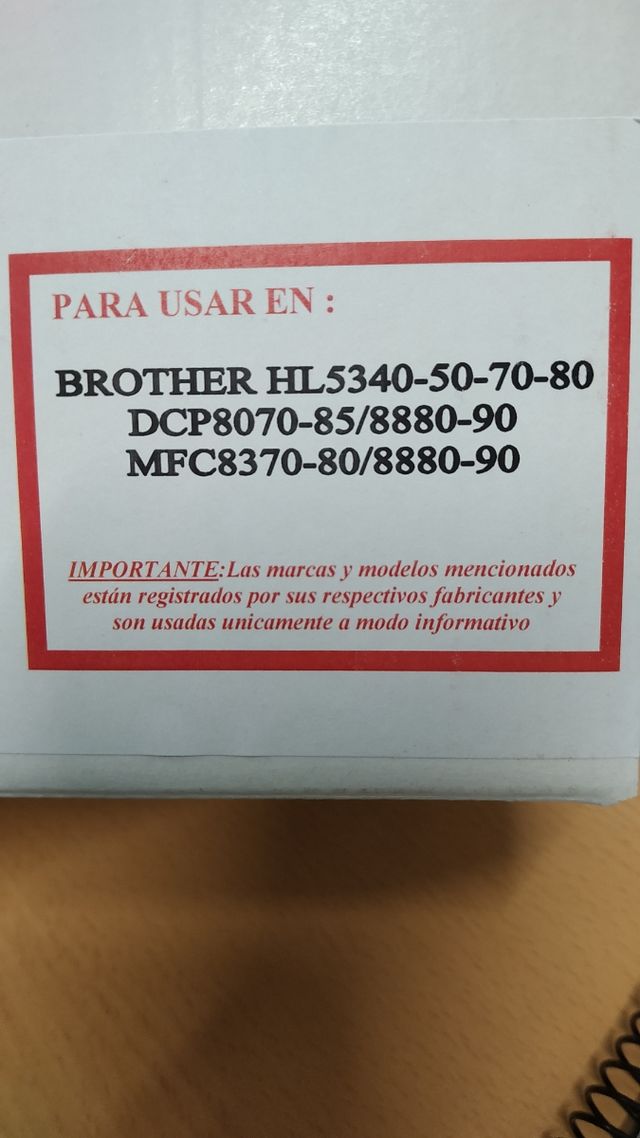 PARA USAR EN :
BROTHER HL5340-50-70-80
DCP8070-85/8880-90
MFC8370-80/8880-90
IMPORTANTE:Las marcas y modelos mencionados
están registrados por sus respectivos fabricantes y
son usadas unicamente a modo informativo